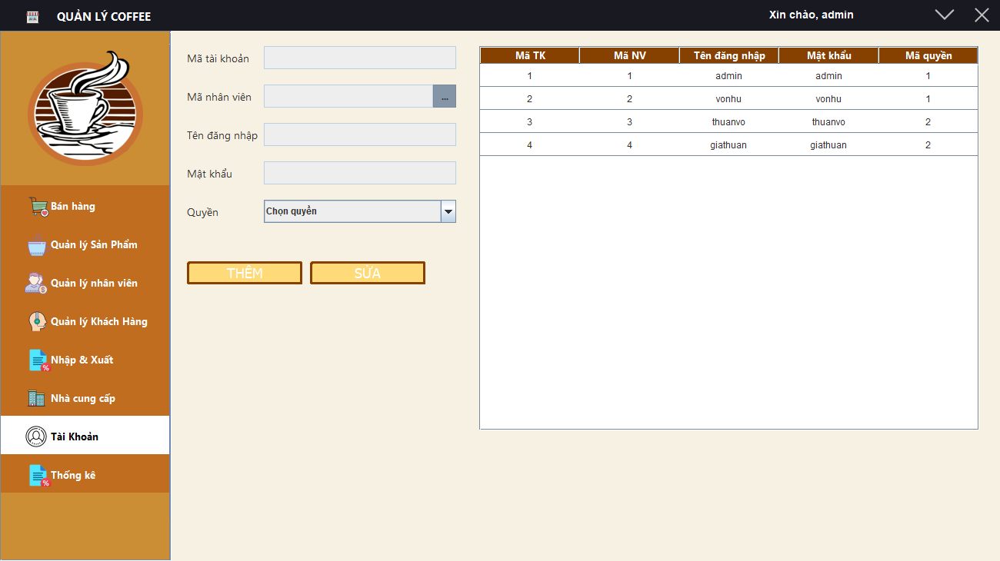 QUẢN LÝ COFFEE
Xin chào, admin
Bán hàng
Quản lý Sản Phẩm
Quản lý nhân viên
Quản lý Khách Hàng
Nhập & Xuất
Nhà cung cấp
Tài Khoản
Thống kê
Mã tài khoản
Mã nhân viên ...
Tên đăng nhập
Mật khẩu
Quyền Chọn quyền
THÊM SỬA
Mã TK Mã NV Tên đăng nhập Mật khẩu Mã quyền
1 1 admin admin 1
2 2 vonhu vonhu 1
3 3 thuanvo thuanvo 2
4 4 giathuan giathuan 2